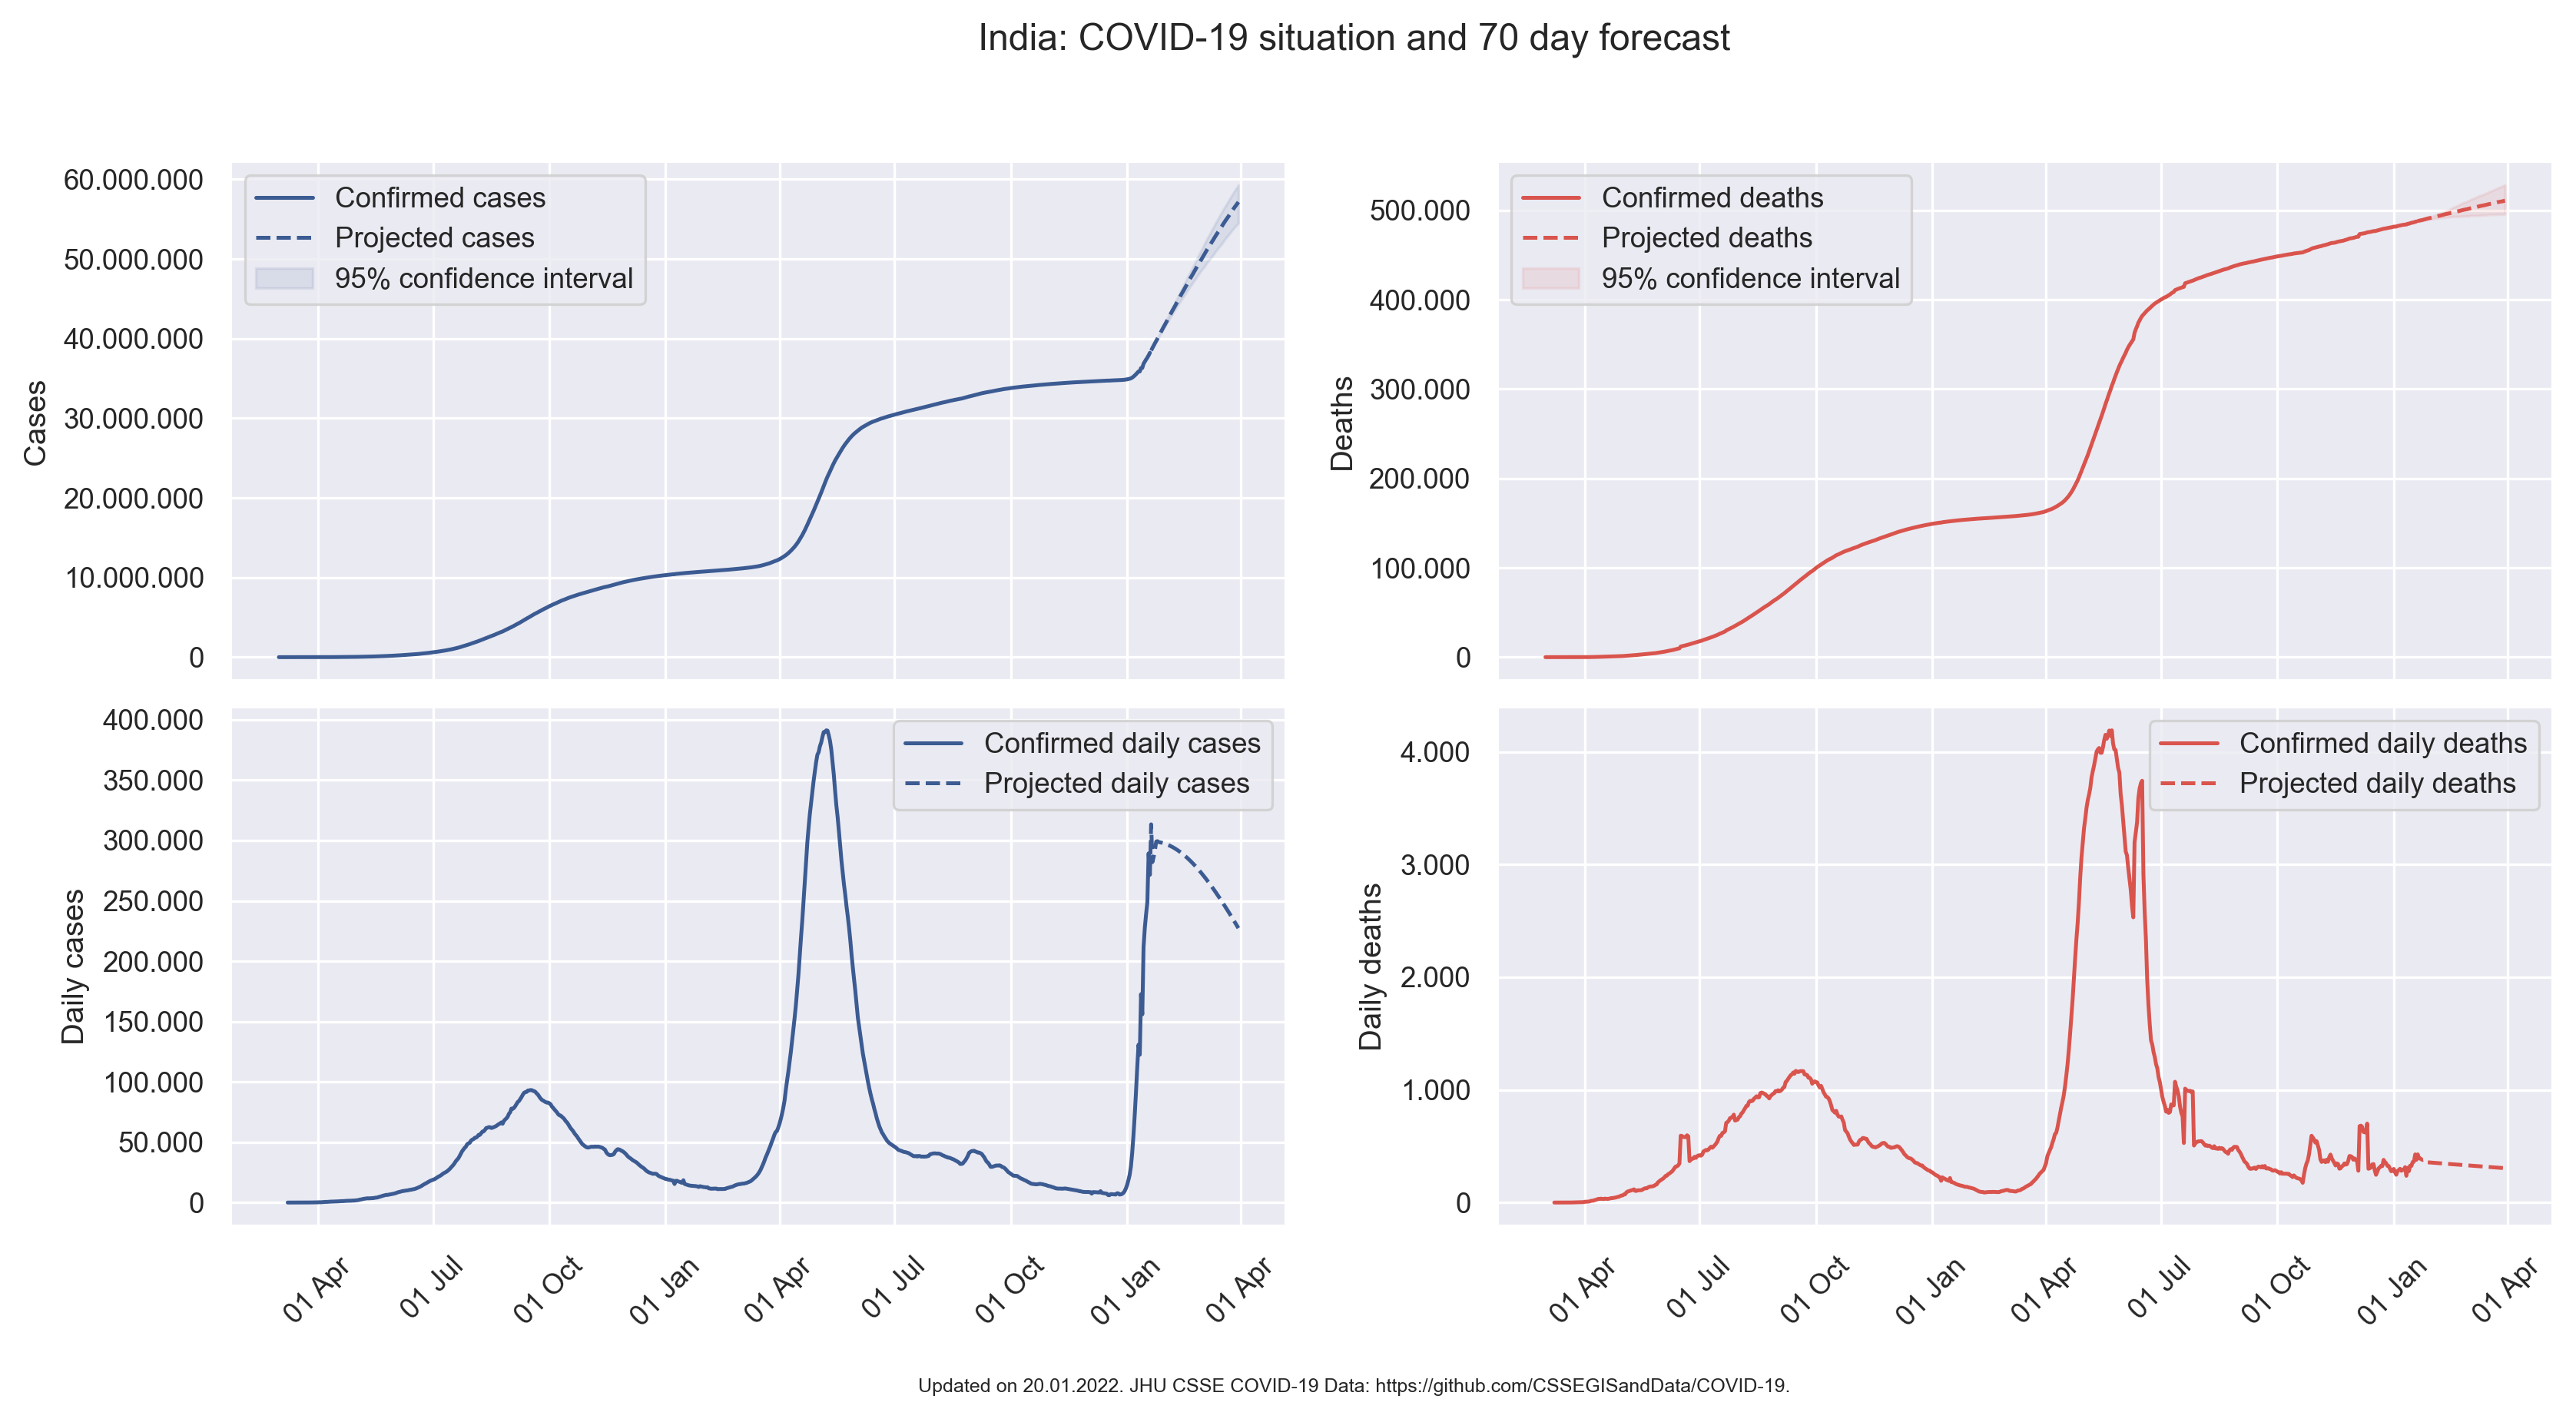 India: COVID-19 situation and 70 day forecast
60.000.000
50.000.000
40.000.000
30.000.000
20.000.000
10.000.000
0
Cases
Confirmed cases
Projected cases
95% confidence interval
500.000
400.000
300.000
200.000
100.000
0
Deaths
Confirmed deaths
Projected deaths
95% confidence interval
400.000
350.000
300.000
250.000
200.000
150.000
100.000
50.000
0
Daily cases
Confirmed daily cases
Projected daily cases
01 Apr
01 Jul
01 Oct
01 Jan
01 Apr
01 Jul
01 Oct
01 Jan
01 Apr
4.000
3.000
2.000
1.000
0
Daily deaths
Confirmed daily deaths
Projected daily deaths
01 Apr
01 Jul
01 Oct
01 Jan
01 Apr
01 Jul
01 Oct
01 Jan
01 Apr
Updated on 20.01.2022. JHU CSSE COVID-19 Data: https://github.com/CSSEGISandData/COVID-19.